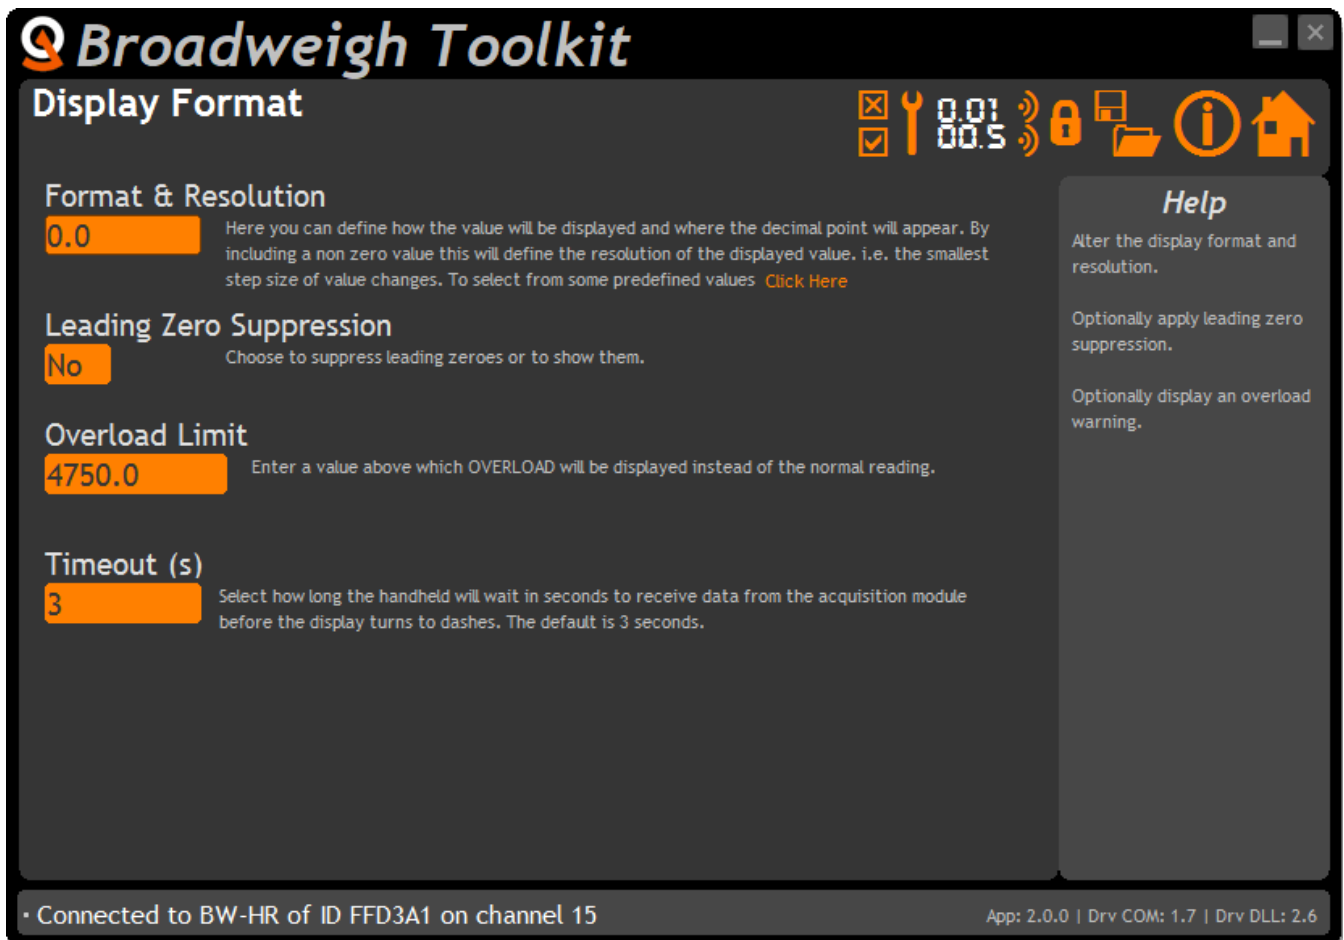 Broadweigh Toolkit
Display Format
0.01
00.5
Format & Resolution
0.0
Here you can define how the value will be displayed and where the decimal point will appear. By
including a non zero value this will define the resolution of the displayed value. i.e. the smallest
step size of value changes. To select from some predefined values Click Here
Leading Zero Suppression
No
Choose to suppress leading zeroes or to show them.
Overload Limit
4750.0
Enter a value above which OVERLOAD will be displayed instead of the normal reading.
Timeout (s)
3
Select how long the handheld will wait in seconds to receive data from the acquisition module
before the display turns to dashes. The default is 3 seconds.
Help
Alter the display format and
resolution.
Optionally apply leading zero
suppression.
Optionally display an overload
warning.
Connected to BW-HR of ID FFD3A1 on channel 15
App: 2.0.0 | Drv COM: 1.7 | Drv DLL: 2.6